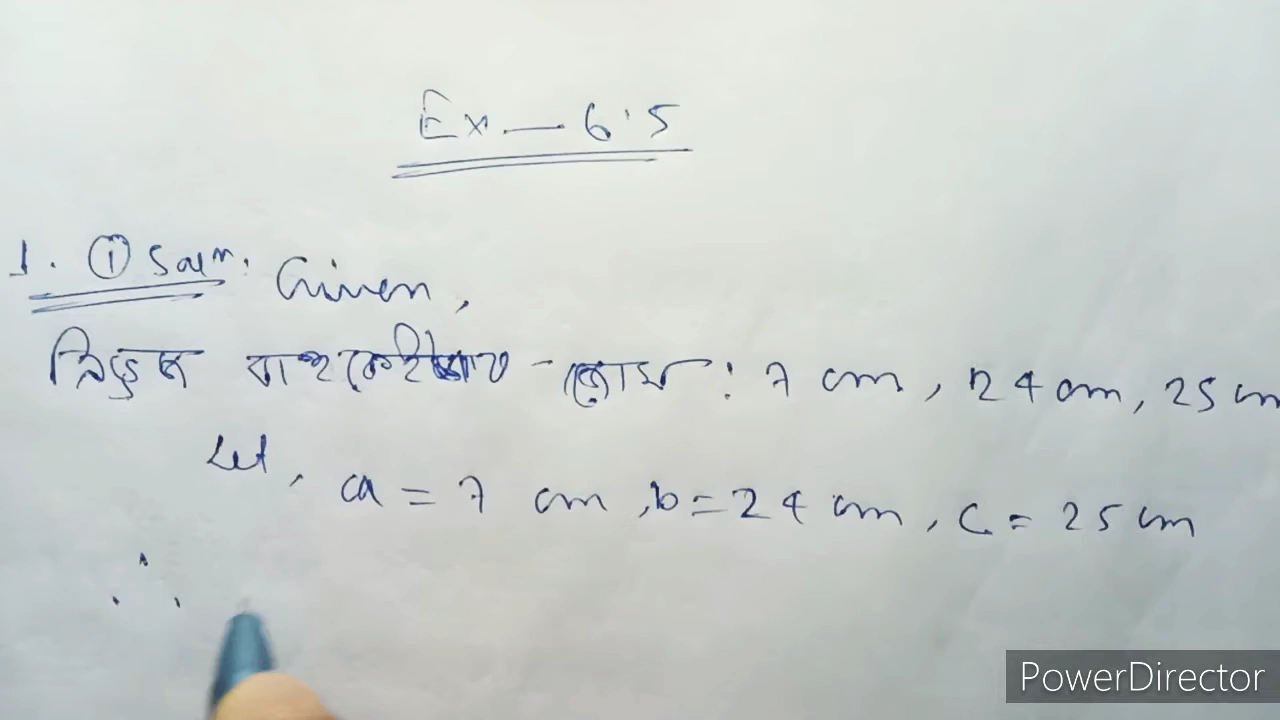 Ex — 6.5
1. (i) Soln: Given,
ত্রিভুজ : 7 cm, 24 cm, 25 cm
Let, a = 7 cm, b = 24 cm, c = 25 cm
∴
PowerDirector